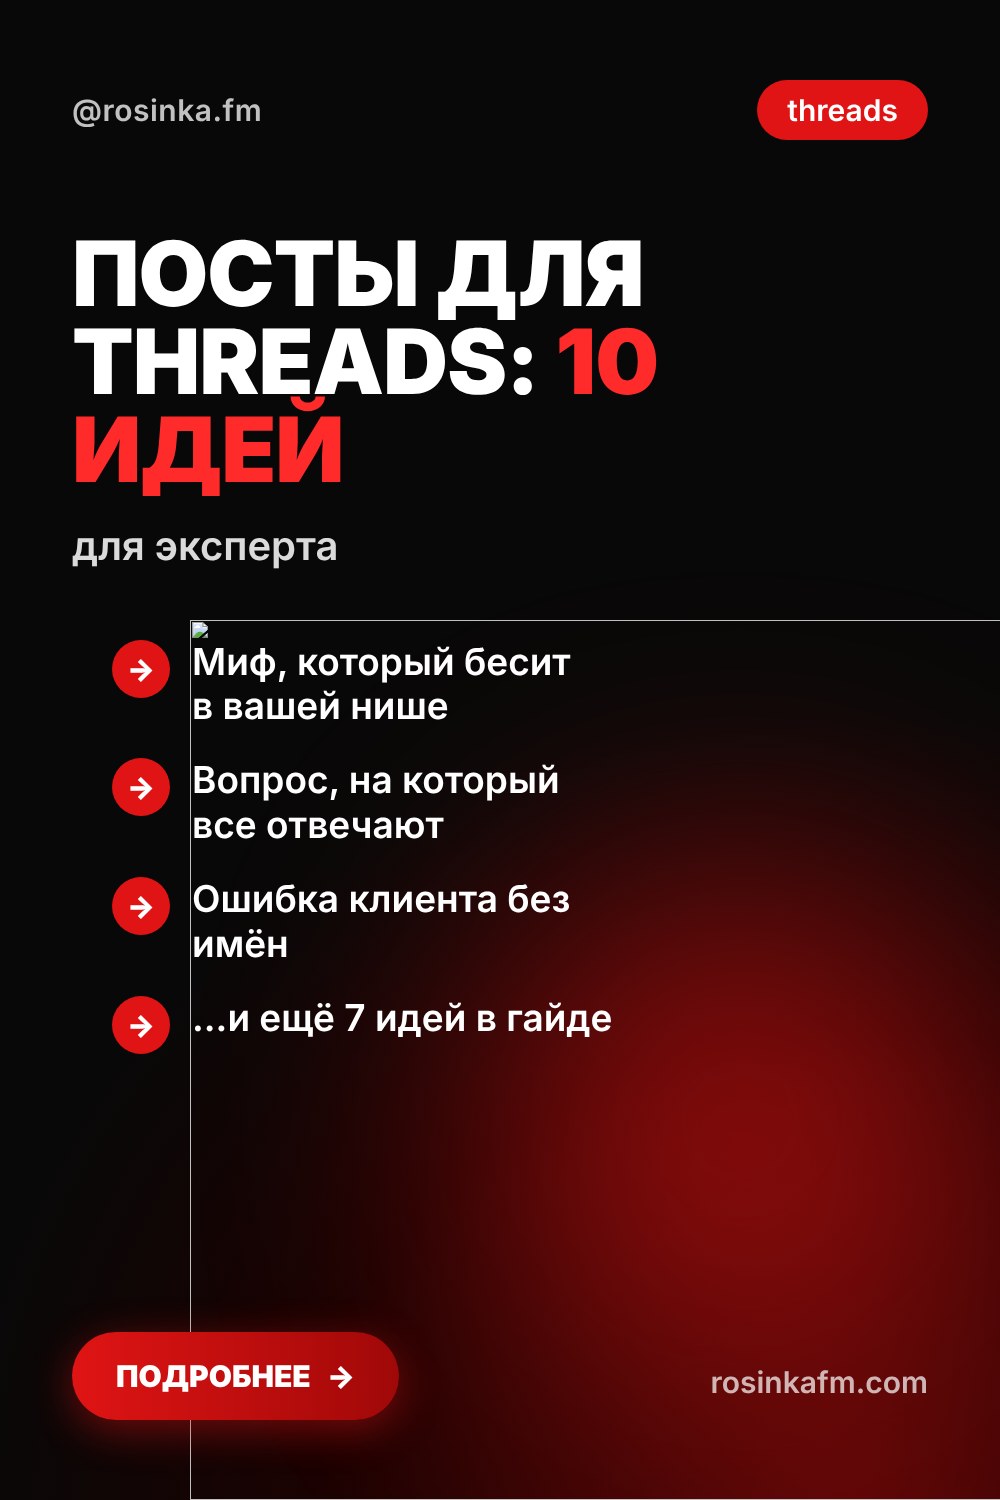 @rosinka.fm
threads
ПОСТЫ ДЛЯ
THREADS: 10
ИДЕЙ
для эксперта
→ Миф, который бесит
в вашей нише
→ Вопрос, на который
все отвечают
→ Ошибка клиента без
имён
→ ...и ещё 7 идей в гайде
ПОДРОБНЕЕ →
rosinkafm.com